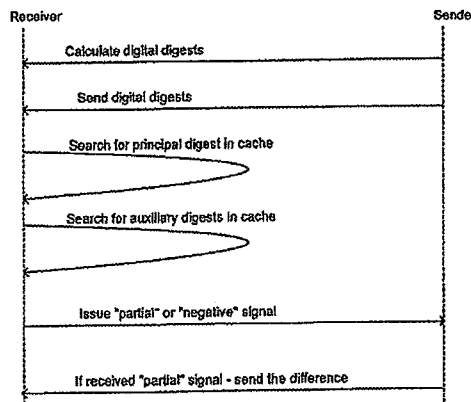 Receiver
Sende
Calculate digital digests
Send digital digests
Search for principal digest in cache
Search for auxiliary digests in cache
Issue "partial" or "negative" signal
If received "partial" signal - send the difference